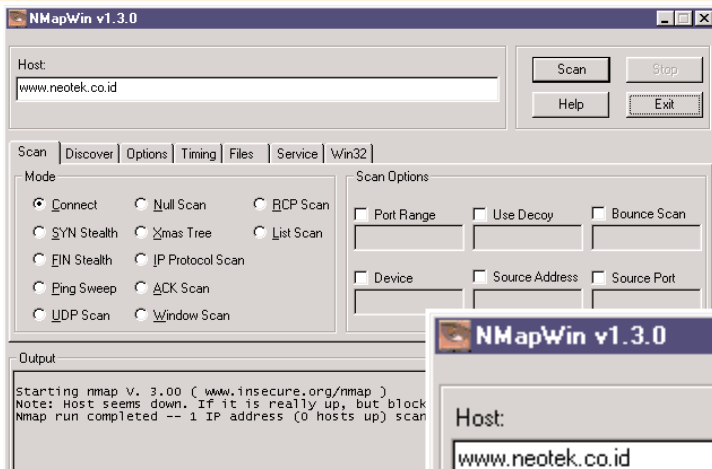 NMapWin v1.3.0
Host:
www.neotek.co.id
Scan Stop
Help Exit
Scan Discover Options Timing Files Service Win32
Mode
Connect Null Scan RCP Scan
SYN Stealth Xmas Tree List Scan
FIN Stealth IP Protocol Scan
Ping Sweep ACK Scan
UDP Scan Window Scan
Scan Options
Port Range Use Decoy Bounce Scan
Device Source Address Source Port
Output
Starting nmap V. 3.00 ( www.insecure.org/nmap )
Note: Host seems down. If it is really up, but block
Nmap run completed -- 1 IP address (0 hosts up) scan
NMapWin v1.3.0
Host:
www.neotek.co.id